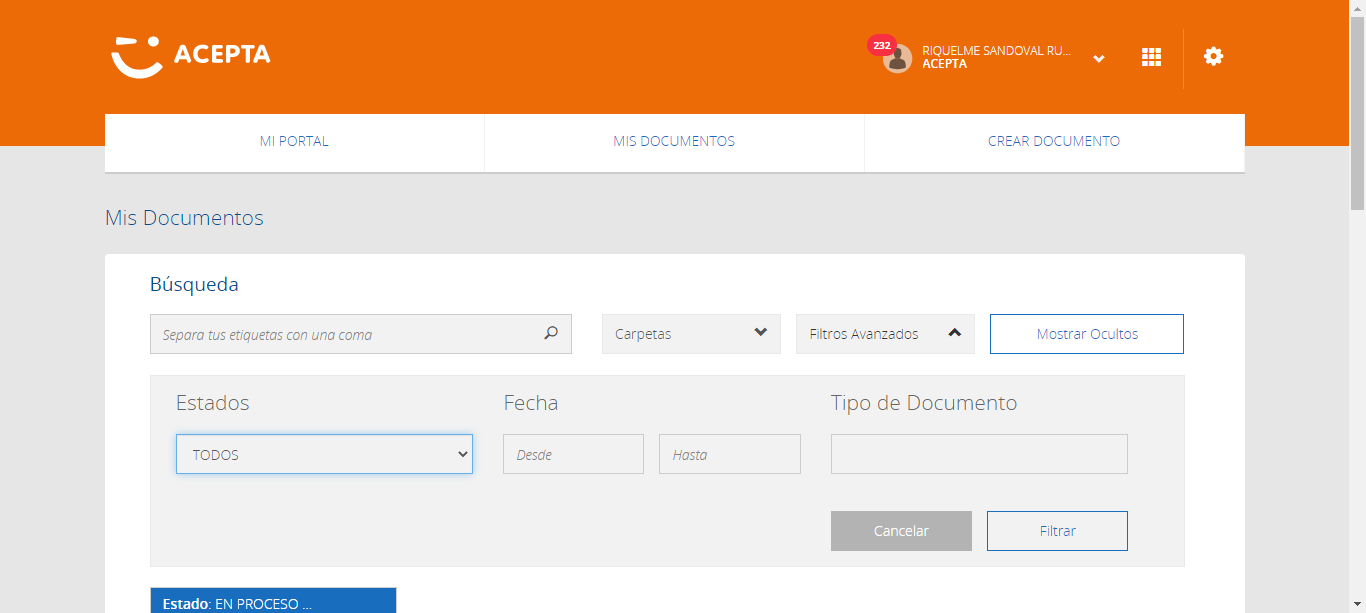 ACEPTA
232
RIQUELME SANDOVAL RU...
ACEPTA
MI PORTAL
MIS DOCUMENTOS
CREAR DOCUMENTO
Mis Documentos
Búsqueda
Separa tus etiquetas con una coma
Carpetas
Filtros Avanzados
Mostrar Ocultos
Estados
Fecha
Tipo de Documento
TODOS
Desde
Hasta
Cancelar
Filtrar
Estado: EN PROCESO ...